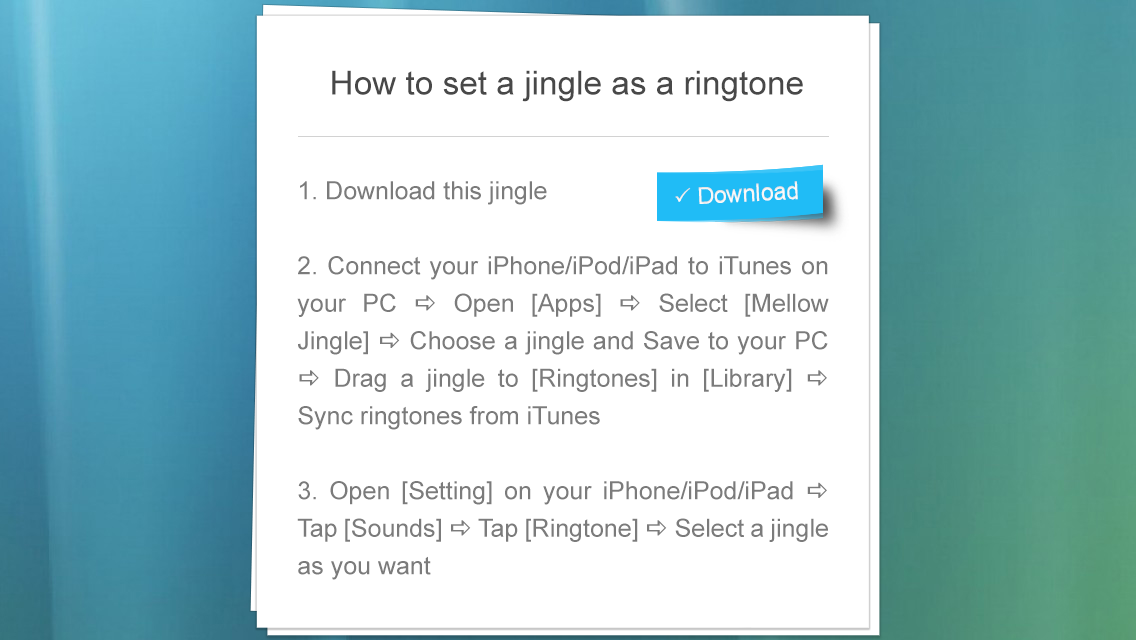 How to set a jingle as a ringtone
1. Download this jingle
✓ Download
2. Connect your iPhone/iPod/iPad to iTunes on
your PC ⇨ Open [Apps] ⇨ Select [Mellow
Jingle] ⇨ Choose a jingle and Save to your PC
⇨ Drag a jingle to [Ringtones] in [Library] ⇨
Sync ringtones from iTunes
3. Open [Setting] on your iPhone/iPod/iPad ⇨
Tap [Sounds] ⇨ Tap [Ringtone] ⇨ Select a jingle
as you want